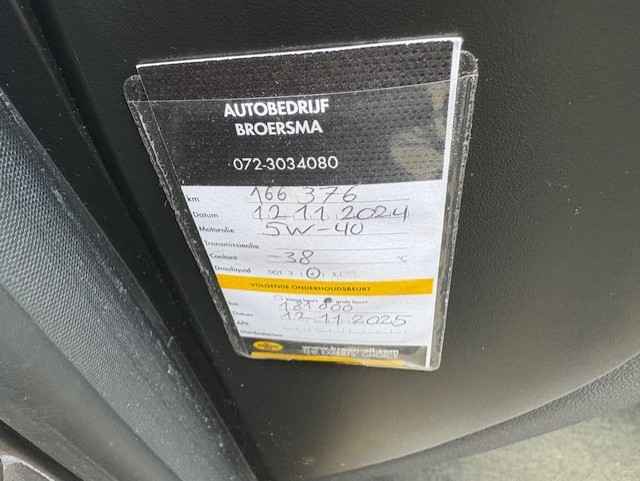 AUTOBEDRIJF
BROERSMA
072-3034080
km 166 376
Datum 12 11 2024
Motorolie 5W-40
Transmissieolie
Coolant -38 °C
VOLGENDE ONDERHOUDSBEURT
181 000
Datum 12-11 2025